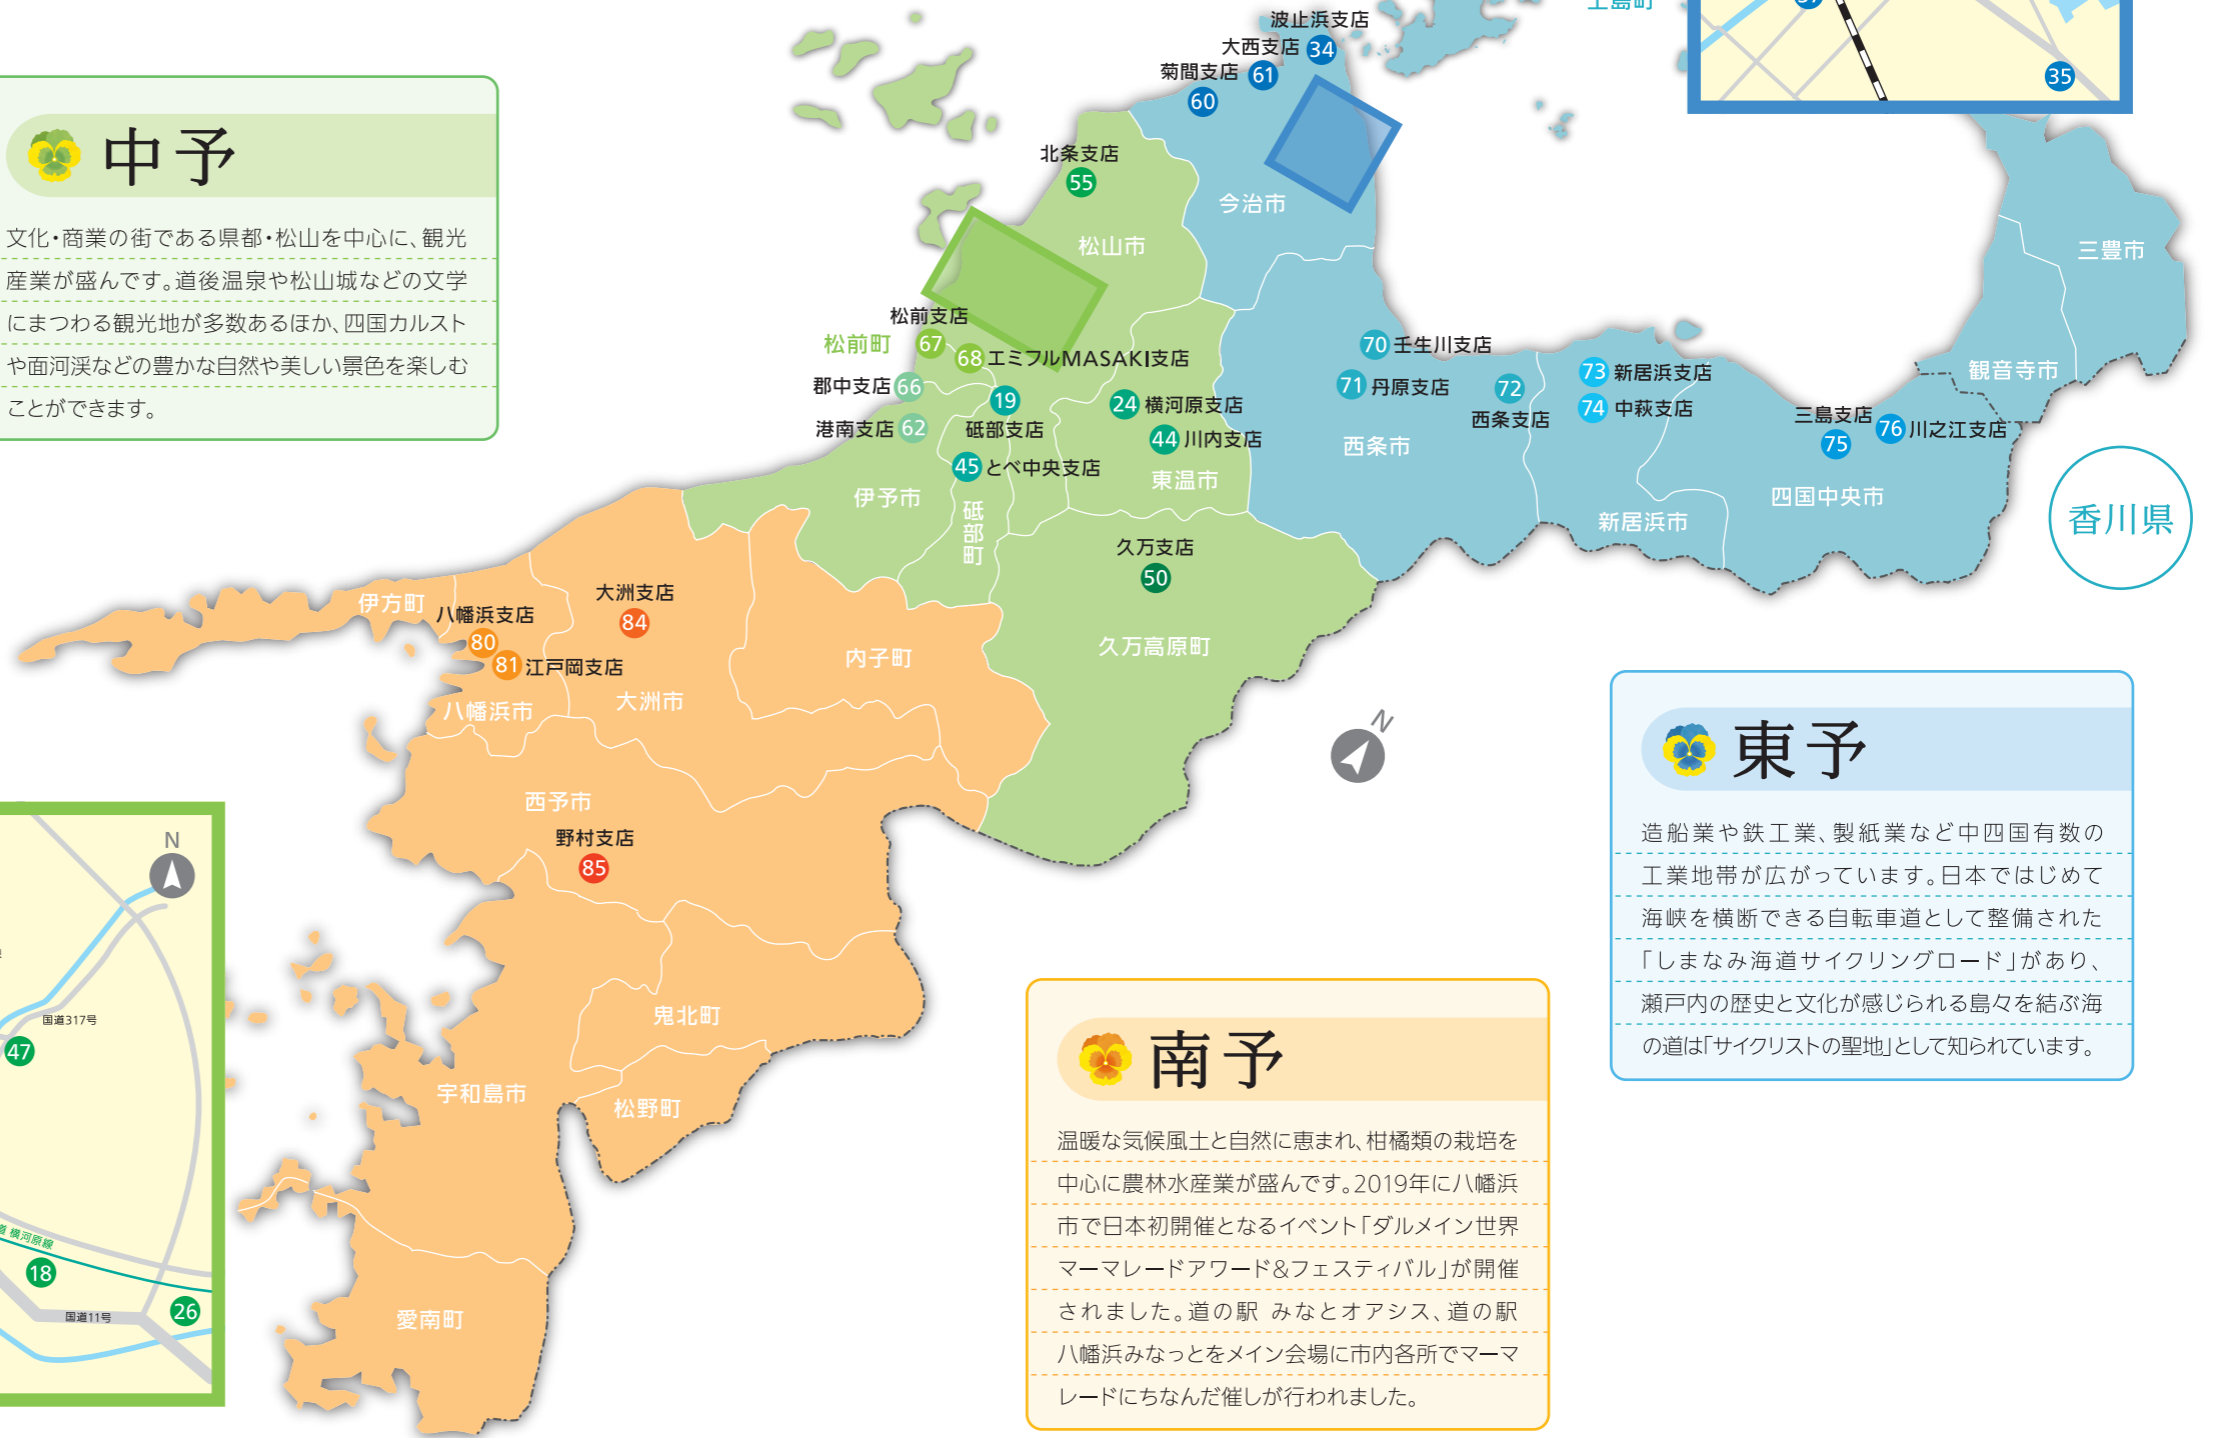 中予
文化・商業の街である県都・松山を中心に、観光
産業が盛んです。道後温泉や松山城などの文学
にまつわる観光地が多数あるほか、四国カルスト
や面河渓などの豊かな自然や美しい景色を楽しむ
ことができます。
上島町
37
35
波止浜支店
34
大西支店
61
菊間支店
60
北条支店
55
今治市
松山市
三豊市
観音寺市
松前支店
松前町
67
68 エミフルMASAKI支店
郡中支店 66
19
砥部支店
港南支店 62
24 横河原支店
44 川内支店
45 とべ中央支店
東温市
伊予市
砥部町
70 壬生川支店
71 丹原支店
72
西条支店
73 新居浜支店
74 中萩支店
三島支店
75
76 川之江支店
西条市
新居浜市
四国中央市
香川県
久万支店
50
久万高原町
伊方町
八幡浜支店
80
81 江戸岡支店
大洲支店
84
内子町
八幡浜市
大洲市
西予市
野村支店
85
鬼北町
宇和島市
松野町
愛南町
N
N
国道317号
47
道 横河原線
18
国道11号
26
東予
造船業や鉄工業、製紙業など中四国有数の
工業地帯が広がっています。日本ではじめて
海峡を横断できる自転車道として整備された
「しまなみ海道サイクリングロード」があり、
瀬戸内の歴史と文化が感じられる島々を結ぶ海
の道は「サイクリストの聖地」として知られています。
南予
温暖な気候風土と自然に恵まれ、柑橘類の栽培を
中心に農林水産業が盛んです。2019年に八幡浜
市で日本初開催となるイベント「ダルメイン世界
マーマレードアワード&フェスティバル」が開催
されました。道の駅 みなとオアシス、道の駅
八幡浜みなっとをメイン会場に市内各所でマーマ
レードにちなんだ催しが行われました。